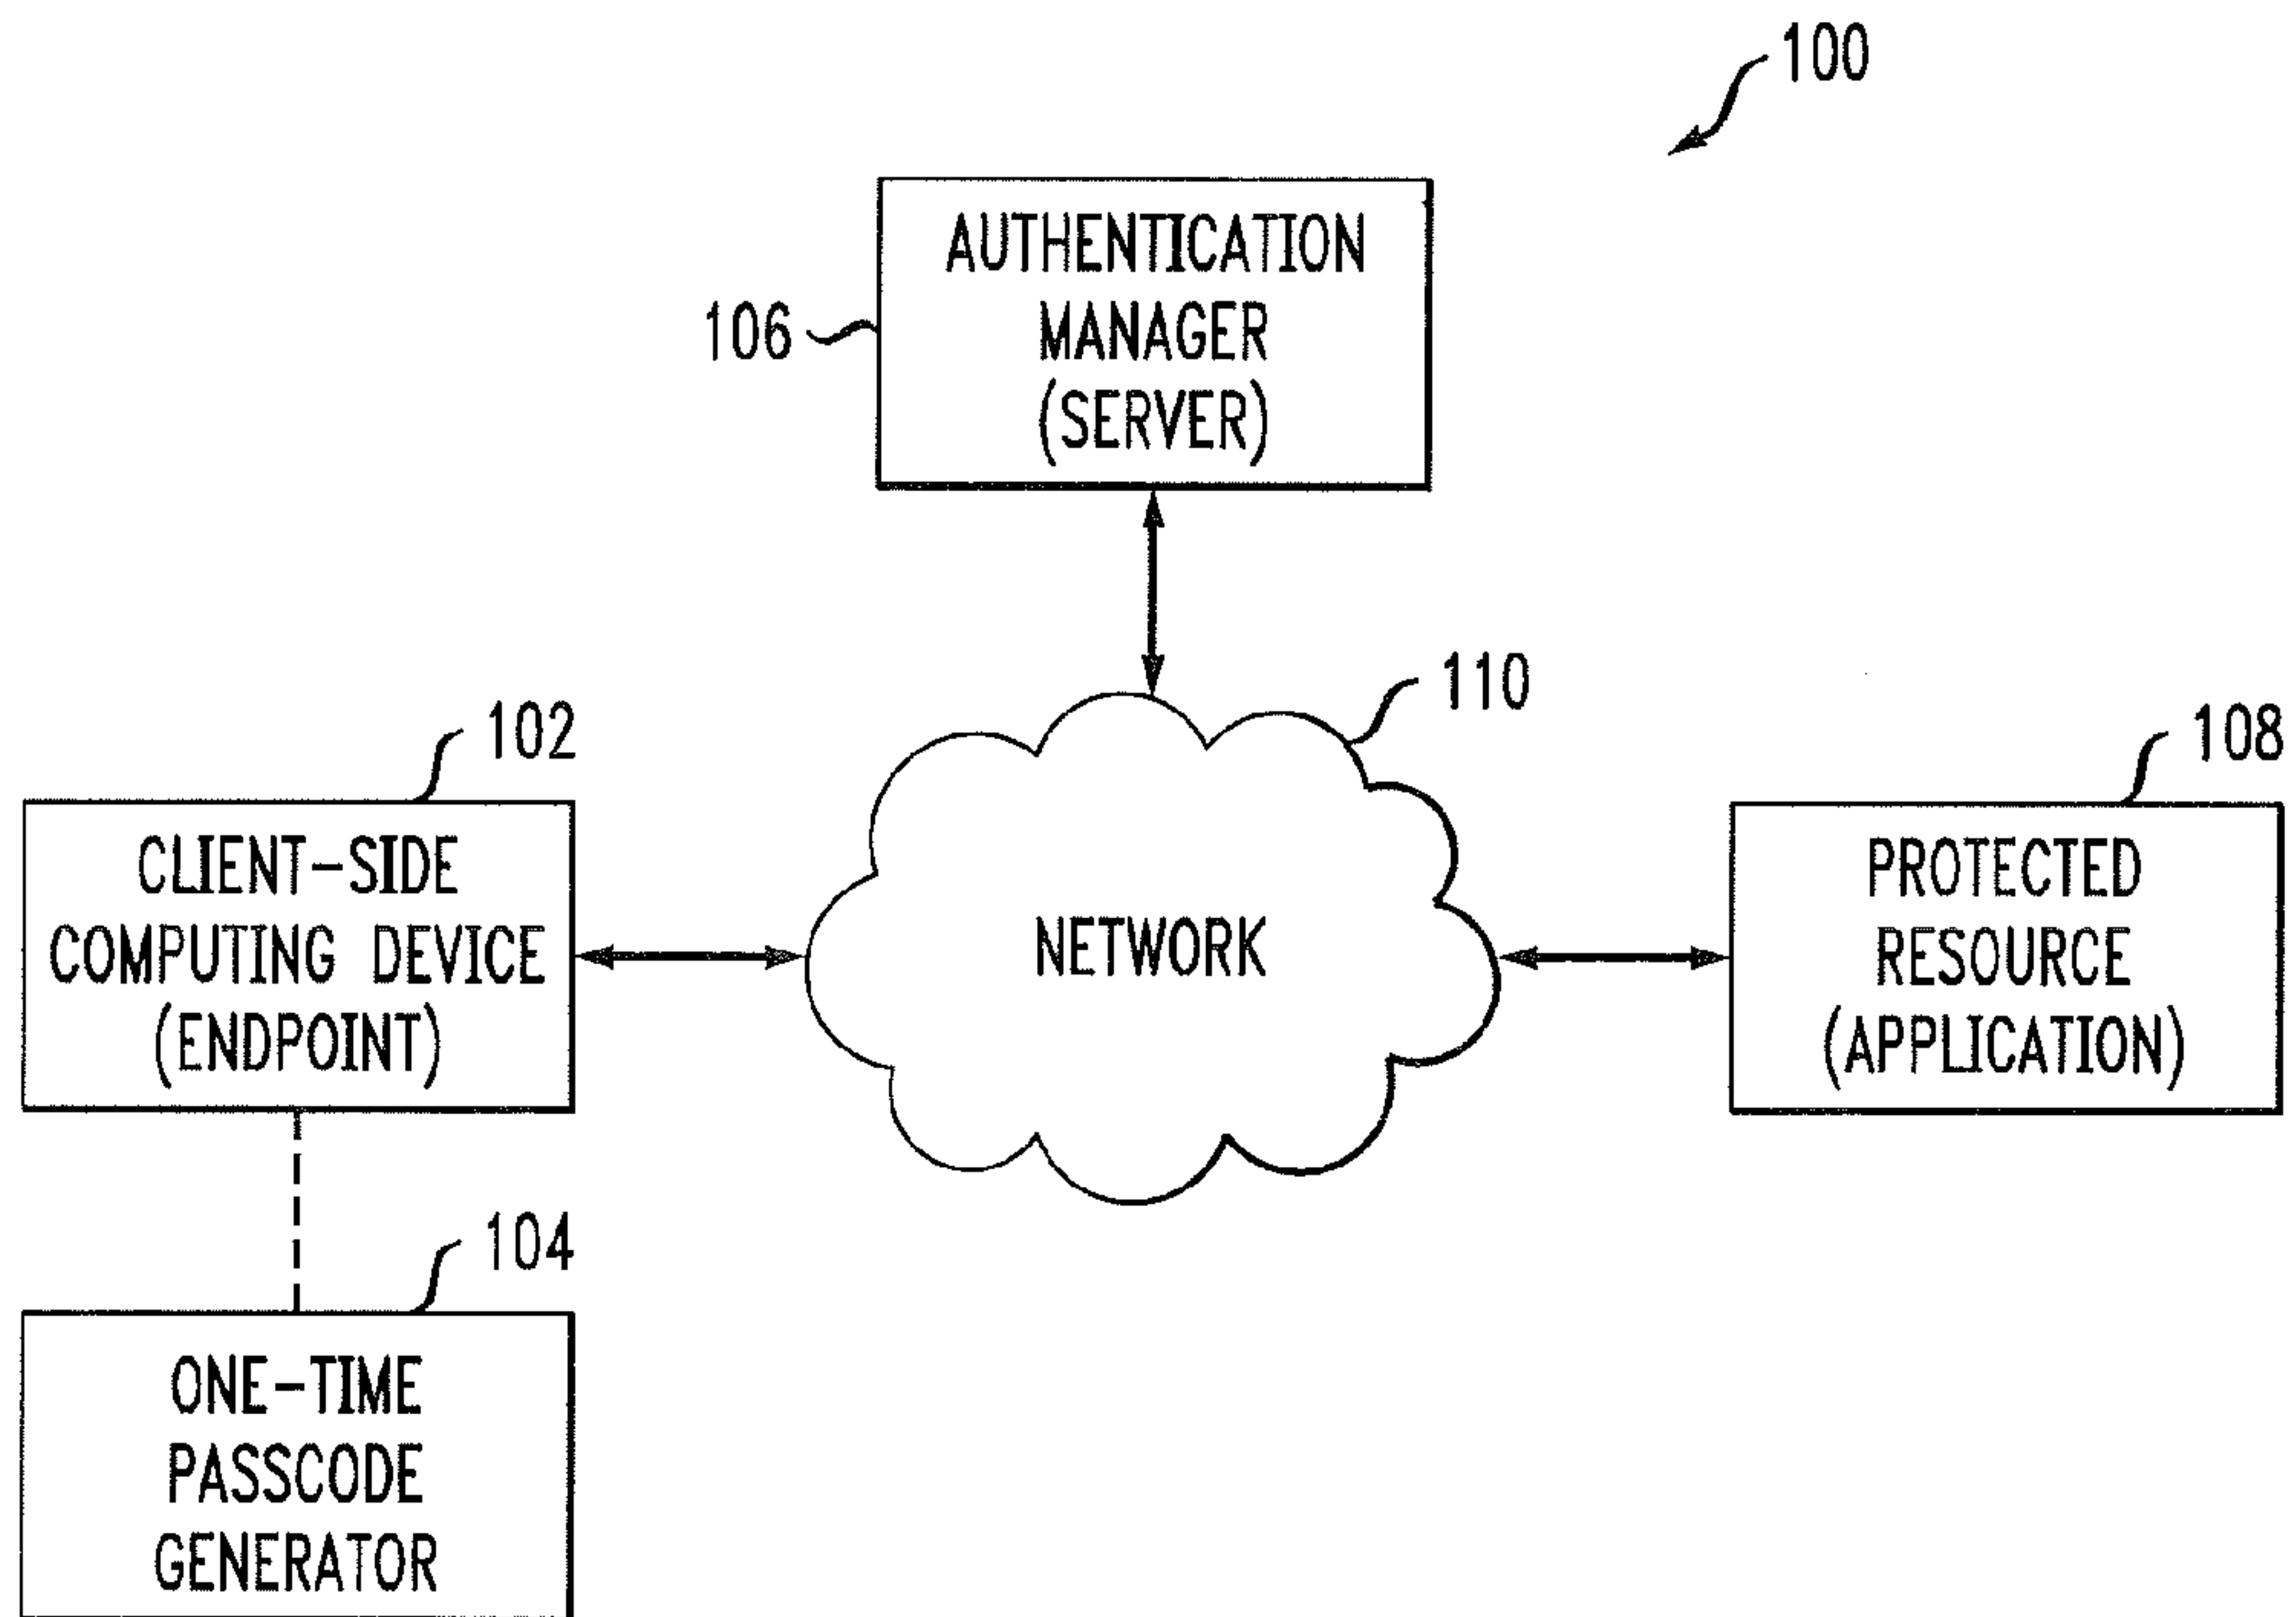 100
AUTHENTICATION
MANAGER
(SERVER)
106
110
102
108
CLIENT-SIDE
COMPUTING DEVICE
(ENDPOINT)
NETWORK
PROTECTED
RESOURCE
(APPLICATION)
104
ONE-TIME
PASSCODE
GENERATOR